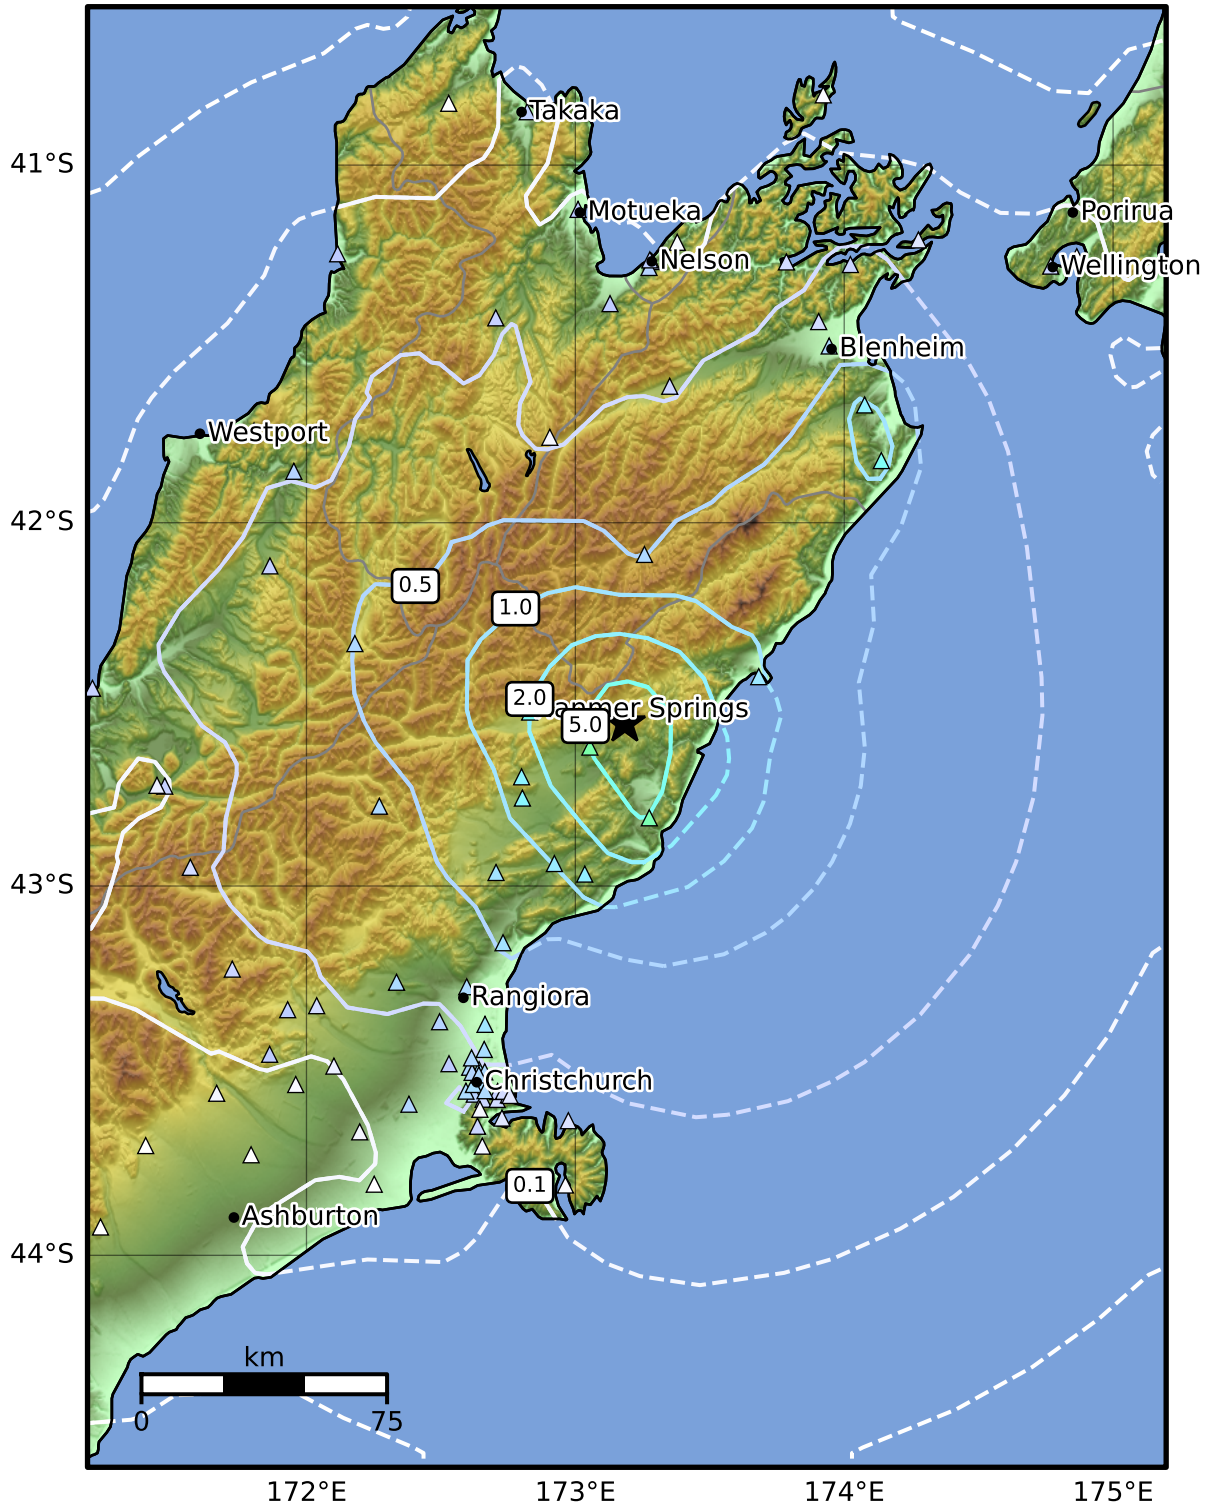 Takaka
41°S
Motueka
Porirua
Nelson
Wellington
Blenheim
Westport
42°S
0.5
1.0
2.0
anmer Springs
5.0
43°S
Rangiora
Christchurch
0.1
Ashburton
44°S
km
0
75
172°E
173°E
174°E
175°E